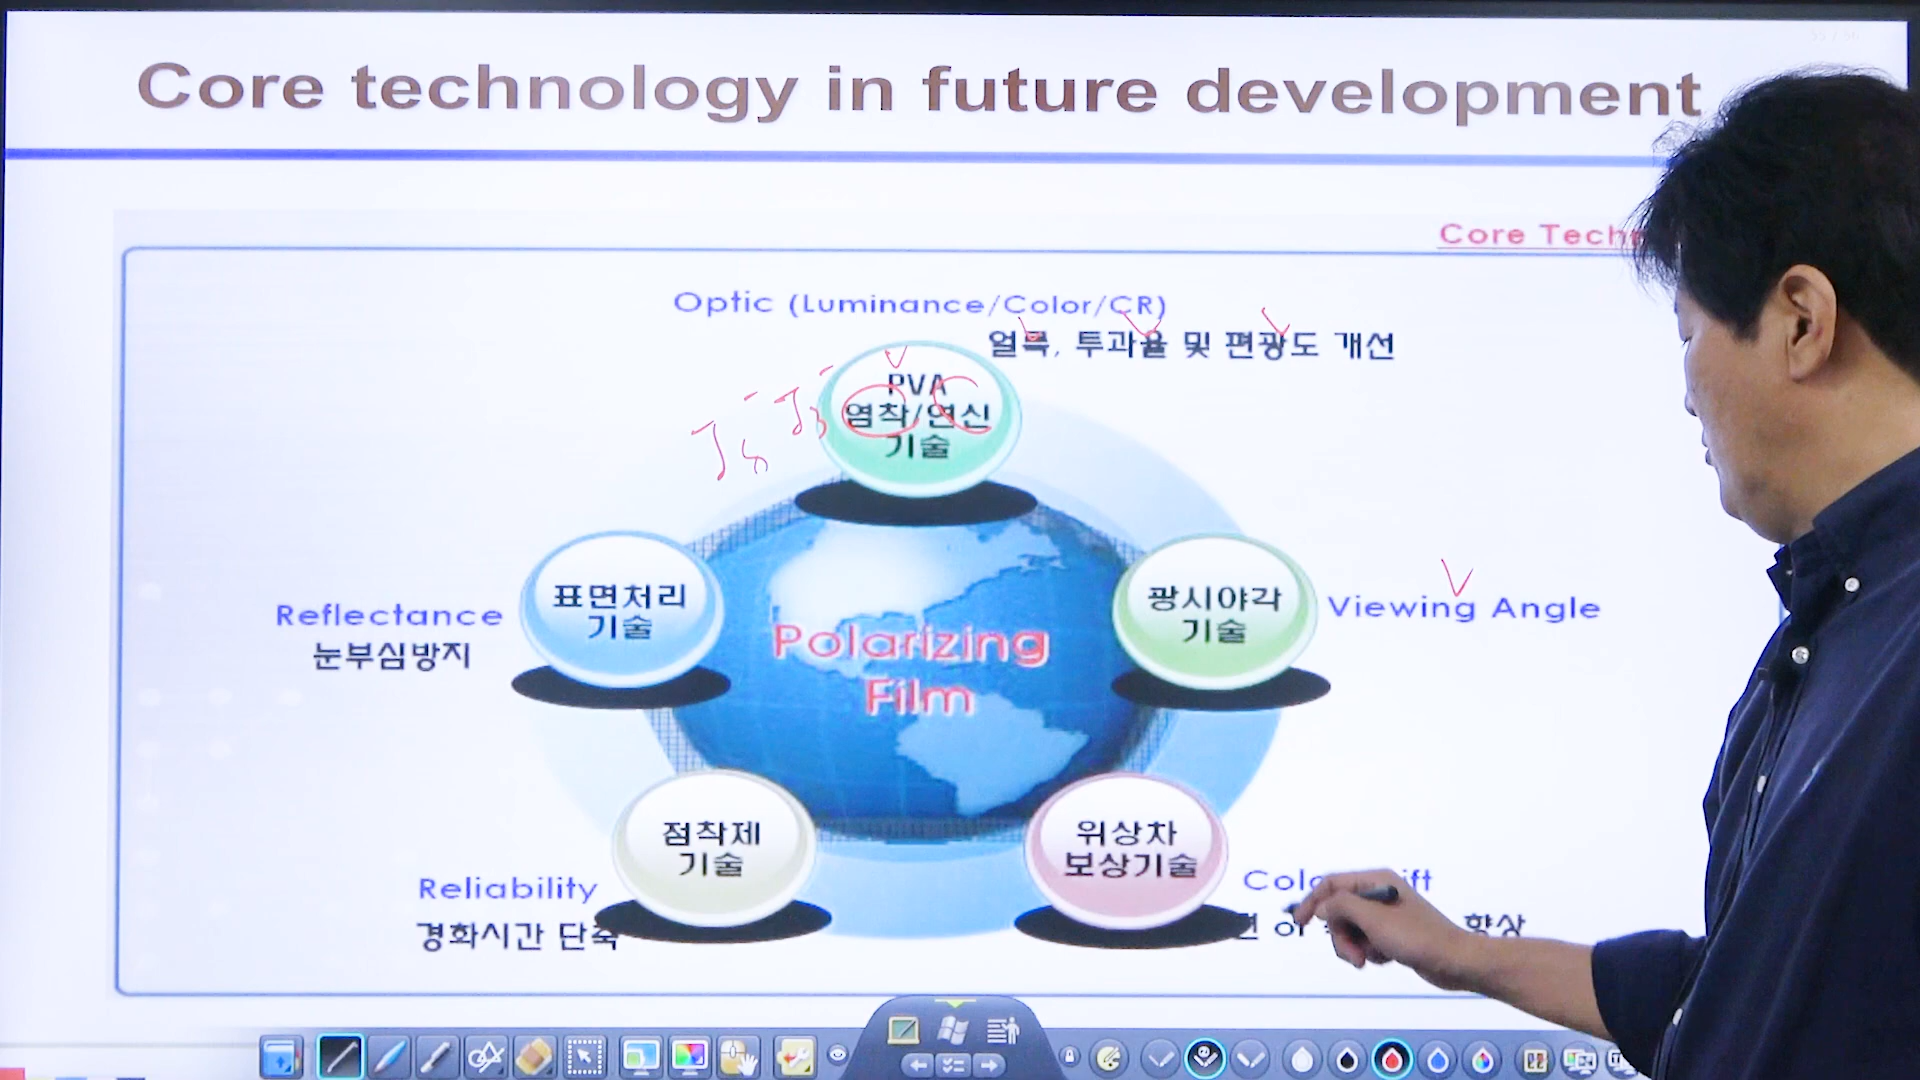 Core technology in future development
Core
Optic (Luminance/Color/CR)
얼룩, 투과율 및 편광도 개선
PVA
염착/연신
기술
I5- I3-
표면처리
기술
Reflectance
눈부심방지
광시야각
기술
Viewing Angle
Polarizing
Film
점착제
기술
Reliability
경화시간 단축
위상차
보상기술
향상